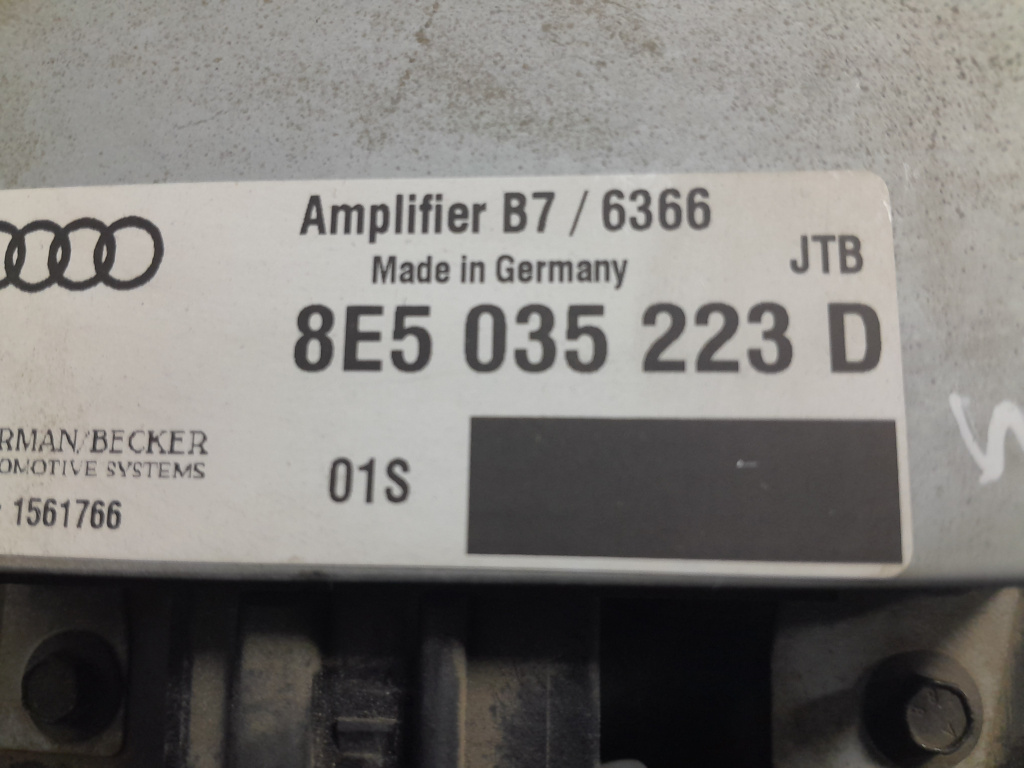 Amplifier B7 / 6366
JTB
Made in Germany
8E5 035 223 D
RMAN/BECKER
OMOTIVE SYSTEMS
01S
1561766